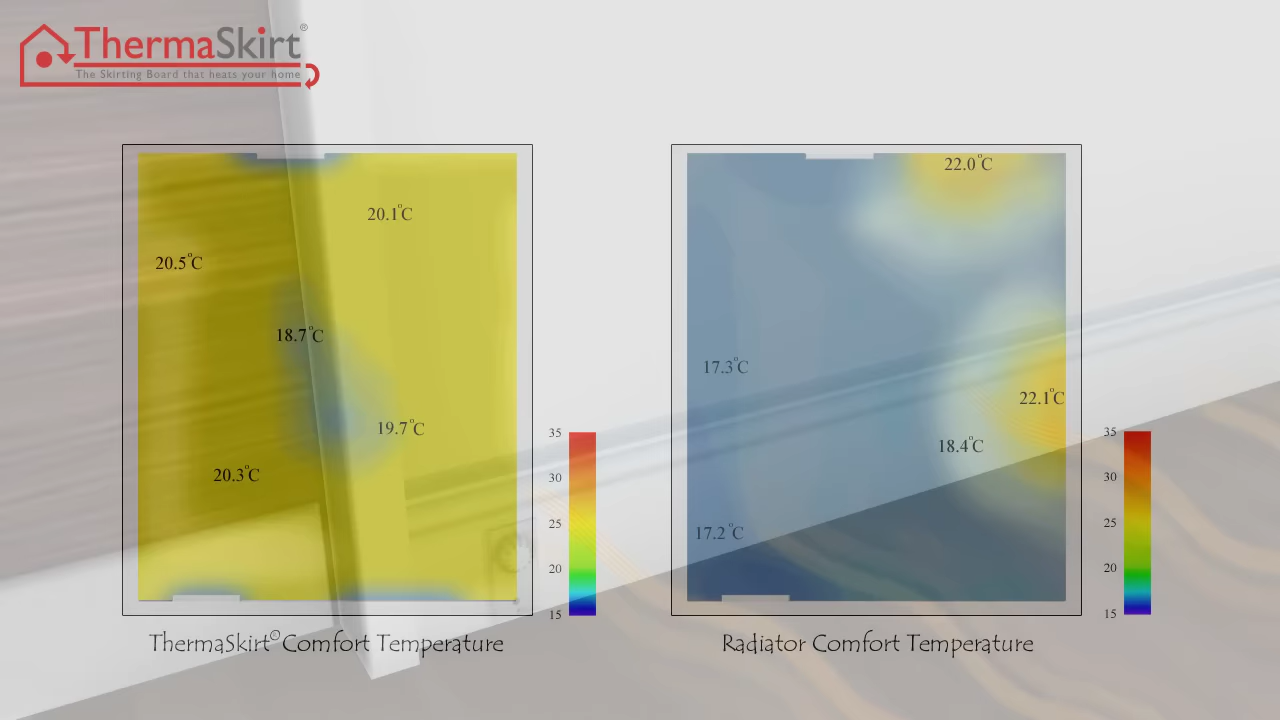 ThermaSkirt®
The Skirting Board that heats your home
20.1°C
20.5°C
18.7°C
19.7°C
20.3°C
35
30
25
20
15
ThermaSkirt© Comfort Temperature
22.0°C
17.3°C
22.1°C
18.4°C
17.2°C
35
30
25
20
15
Radiator Comfort Temperature